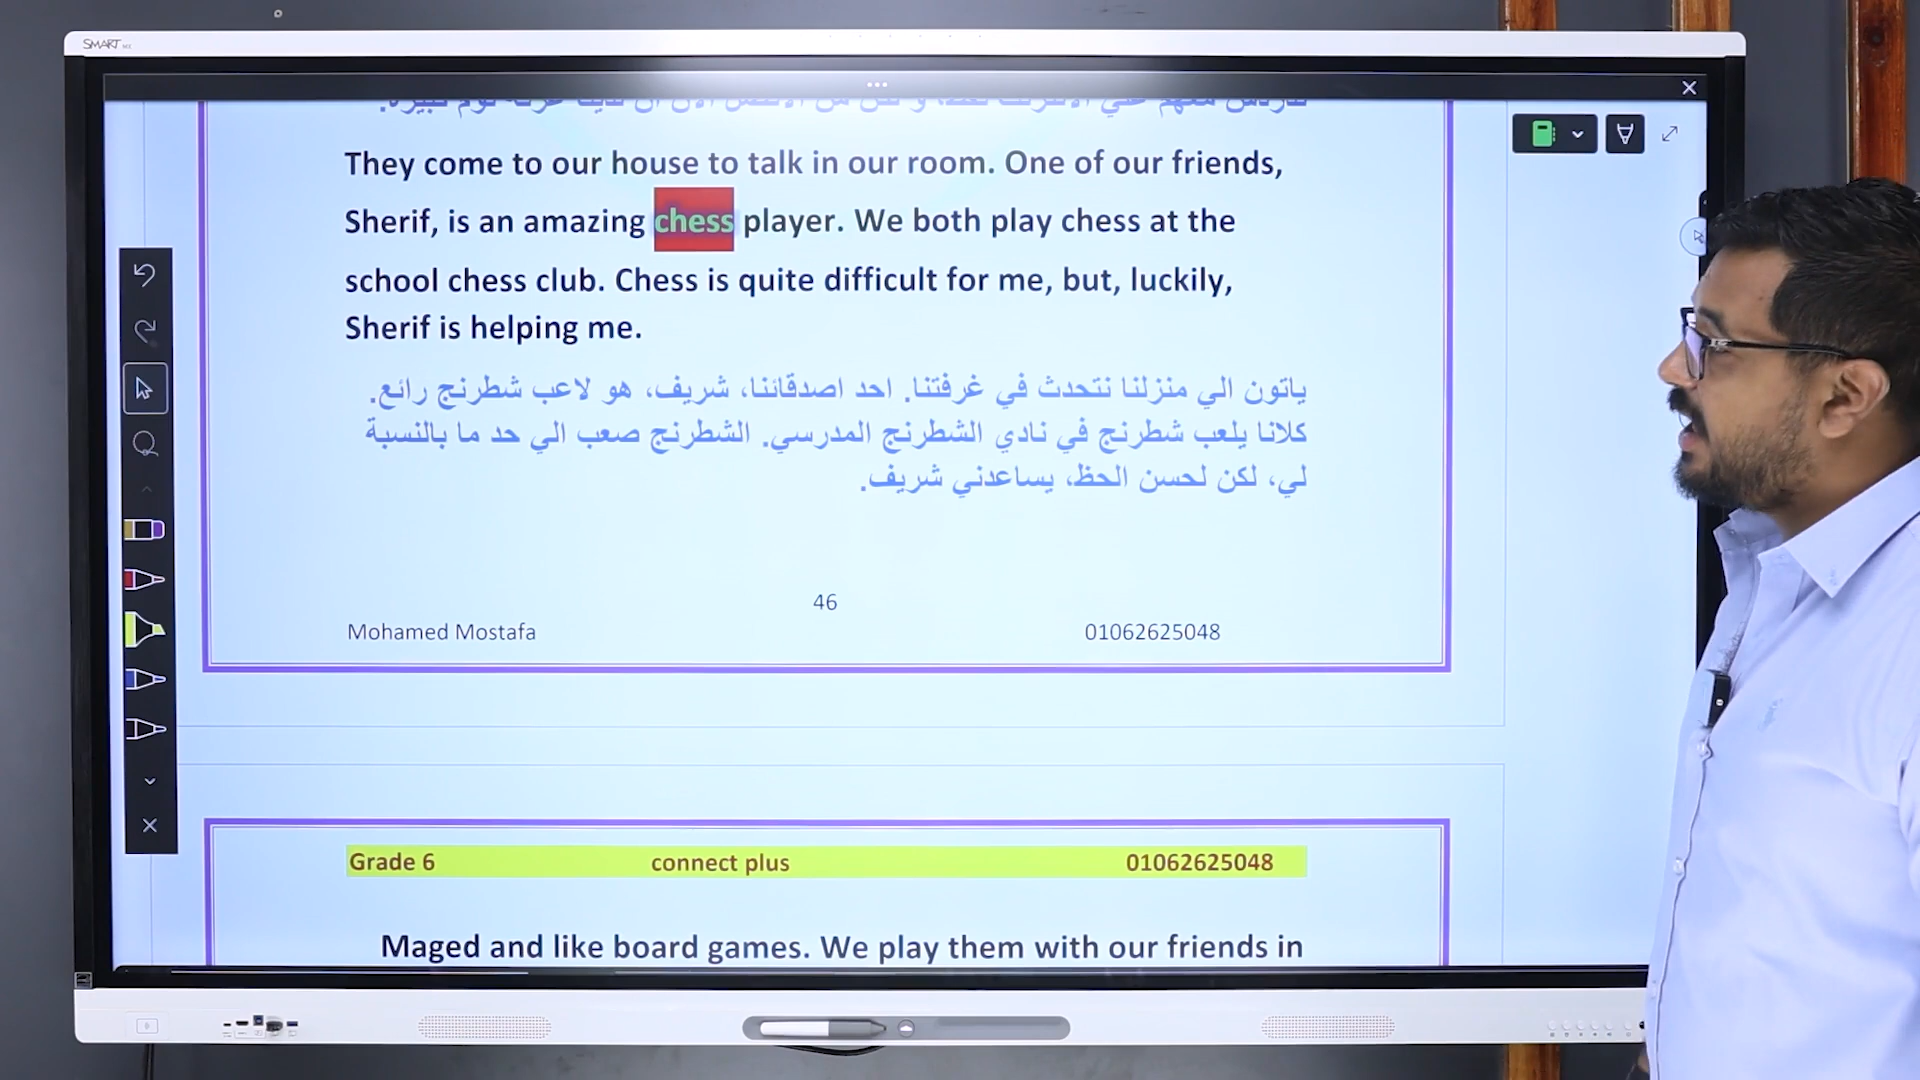 SMART
They come to our house to talk in our room. One of our friends,
Sherif, is an amazing chess player. We both play chess at the
school chess club. Chess is quite difficult for me, but, luckily,
Sherif is helping me.
ياتون الي منزلنا نتحدث في غرفتنا. احد اصدقائنا، شريف، هو لاعب شطرنج رائع.
كلانا يلعب شطرنج في نادي الشطرنج المدرسي. الشطرنج صعب الي حد ما بالنسبة
لي، لكن لحسن الحظ، يساعدني شريف.
46
Mohamed Mostafa 01062625048
Grade 6 connect plus 01062625048
Maged and like board games. We play them with our friends in